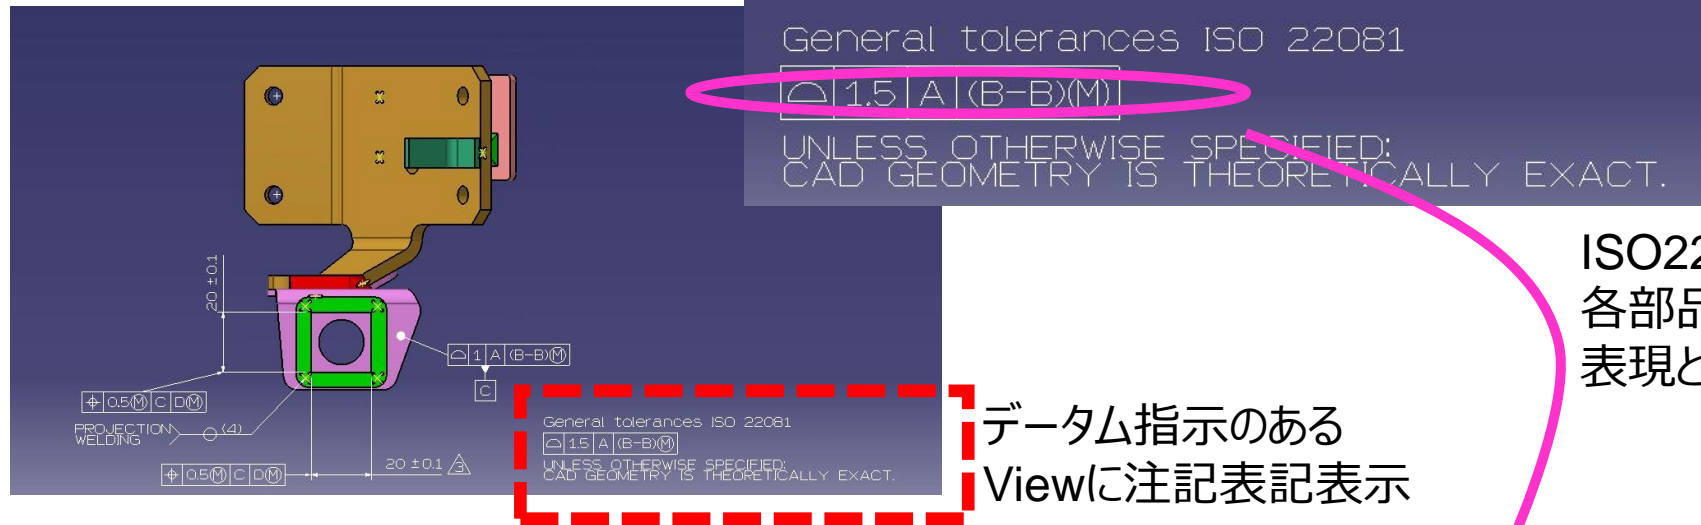 General tolerances ISO 22081
⌓ 1.5 A (B-B)Ⓜ
UNLESS OTHERWISE SPECIFIED:
CAD GEOMETRY IS THEORETICALLY EXACT.
ISO22
各部品
表現と
20 ±0.1
⌓ 1 A (B-B)Ⓜ
C
⌖ 0.5Ⓜ C DⓂ
PROJECTION
WELDING
(4)
⌖ 0.5Ⓜ C DⓂ
20 ±0.1 3
General tolerances ISO 22081
⌓ 1.5 A (B-B)Ⓜ
UNLESS OTHERWISE SPECIFIED:
CAD GEOMETRY IS THEORETICALLY EXACT.
データム指示のある
Viewに注記表記表示